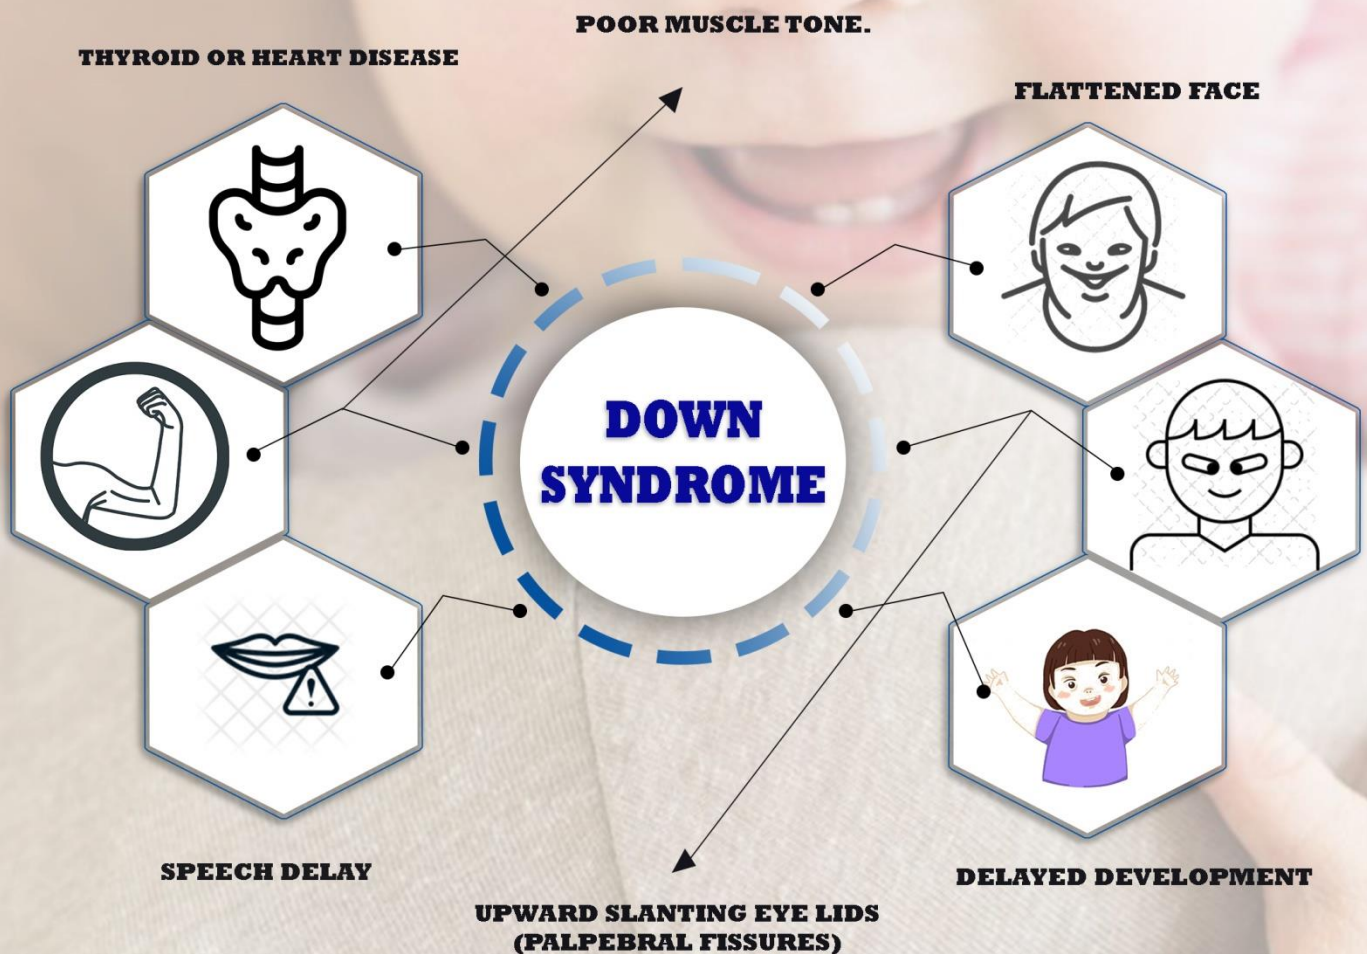 POOR MUSCLE TONE.
THYROID OR HEART DISEASE
FLATTENED FACE
DOWN
SYNDROME
SPEECH DELAY
DELAYED DEVELOPMENT
UPWARD SLANTING EYE LIDS
(PALPEBRAL FISSURES)